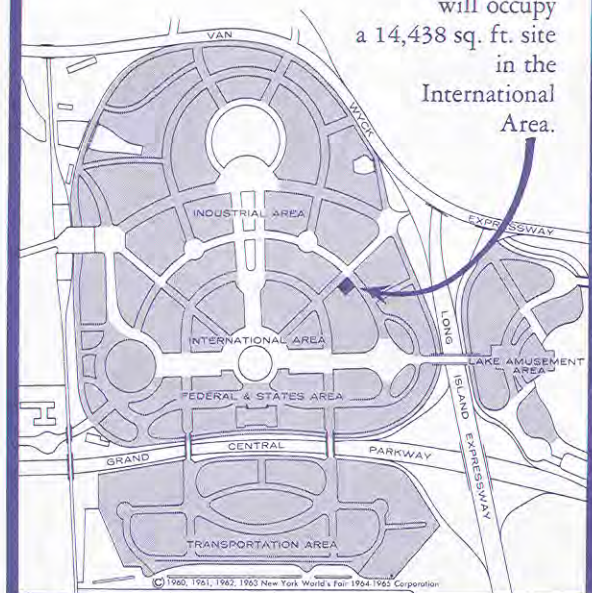 will occupy
a 14,438 sq. ft. site
in the
International
Area.
VAN
WYCK
EXPRESSWAY
INDUSTRIAL AREA
INTERNATIONAL AREA
LONG
ISLAND
EXPRESSWAY
LAKE AMUSEMENT
AREA
FEDERAL & STATES AREA
GRAND
CENTRAL
PARKWAY
TRANSPORTATION AREA
© 1960, 1961, 1962, 1963 New York World's Fair 1964-1965 Corporation